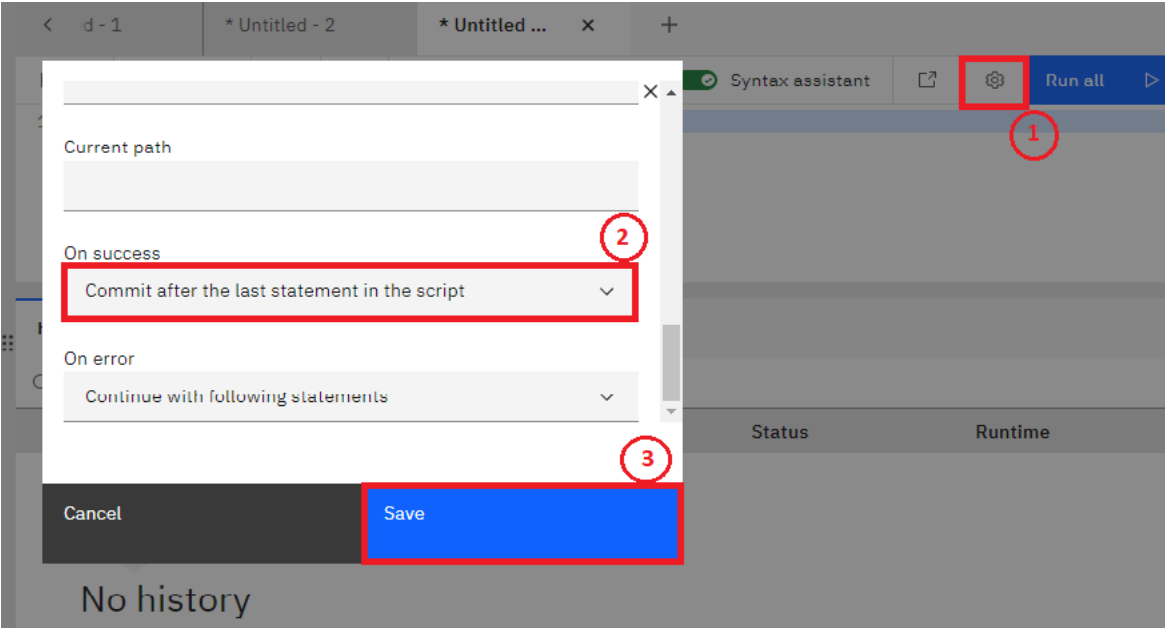 d - 1
* Untitled - 2
* Untitled ...
Syntax assistant
Run all
1
Current path
2
On success
Commit after the last statement in the script
On error
Continue with following statements
Status
Runtime
3
Cancel
Save
No history